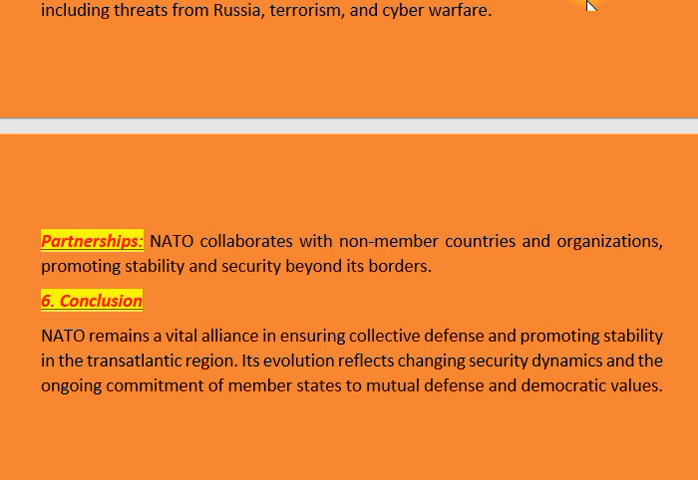 including threats from Russia, terrorism, and cyber warfare.
Partnerships: NATO collaborates with non-member countries and organizations,
promoting stability and security beyond its borders.
6. Conclusion
NATO remains a vital alliance in ensuring collective defense and promoting stability
in the transatlantic region. Its evolution reflects changing security dynamics and the
ongoing commitment of member states to mutual defense and democratic values.